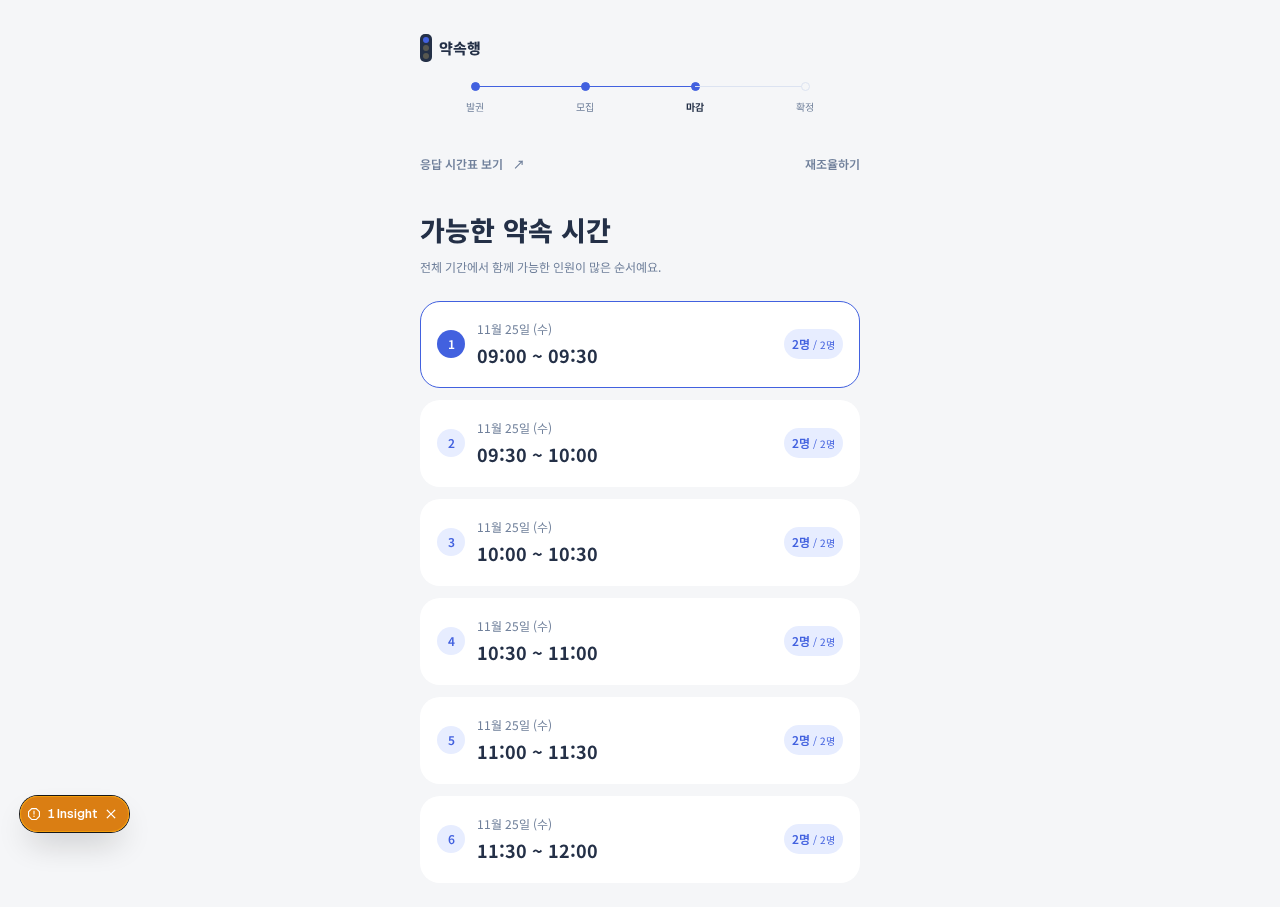 약속행
발권
모집
마감
확정
응답 시간표 보기 ↗
재조율하기
가능한 약속 시간
전체 기간에서 함께 가능한 인원이 많은 순서예요.
1
11월 25일 (수)
09:00 ~ 09:30
2명 / 2명
2
11월 25일 (수)
09:30 ~ 10:00
2명 / 2명
3
11월 25일 (수)
10:00 ~ 10:30
2명 / 2명
4
11월 25일 (수)
10:30 ~ 11:00
2명 / 2명
5
11월 25일 (수)
11:00 ~ 11:30
2명 / 2명
6
11월 25일 (수)
11:30 ~ 12:00
2명 / 2명
1 Insight